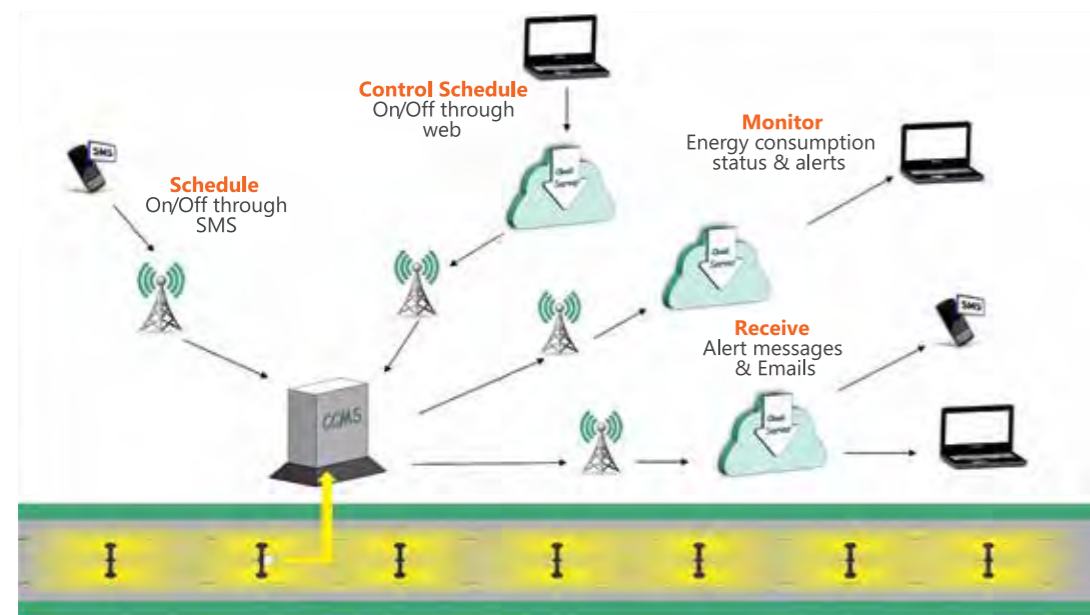 Control Schedule
On/Off through
web
Monitor
Energy consumption
status & alerts
SMS
Schedule
On/Off through
SMS
Receive
Alert messages
& Emails
SMS
CCMS